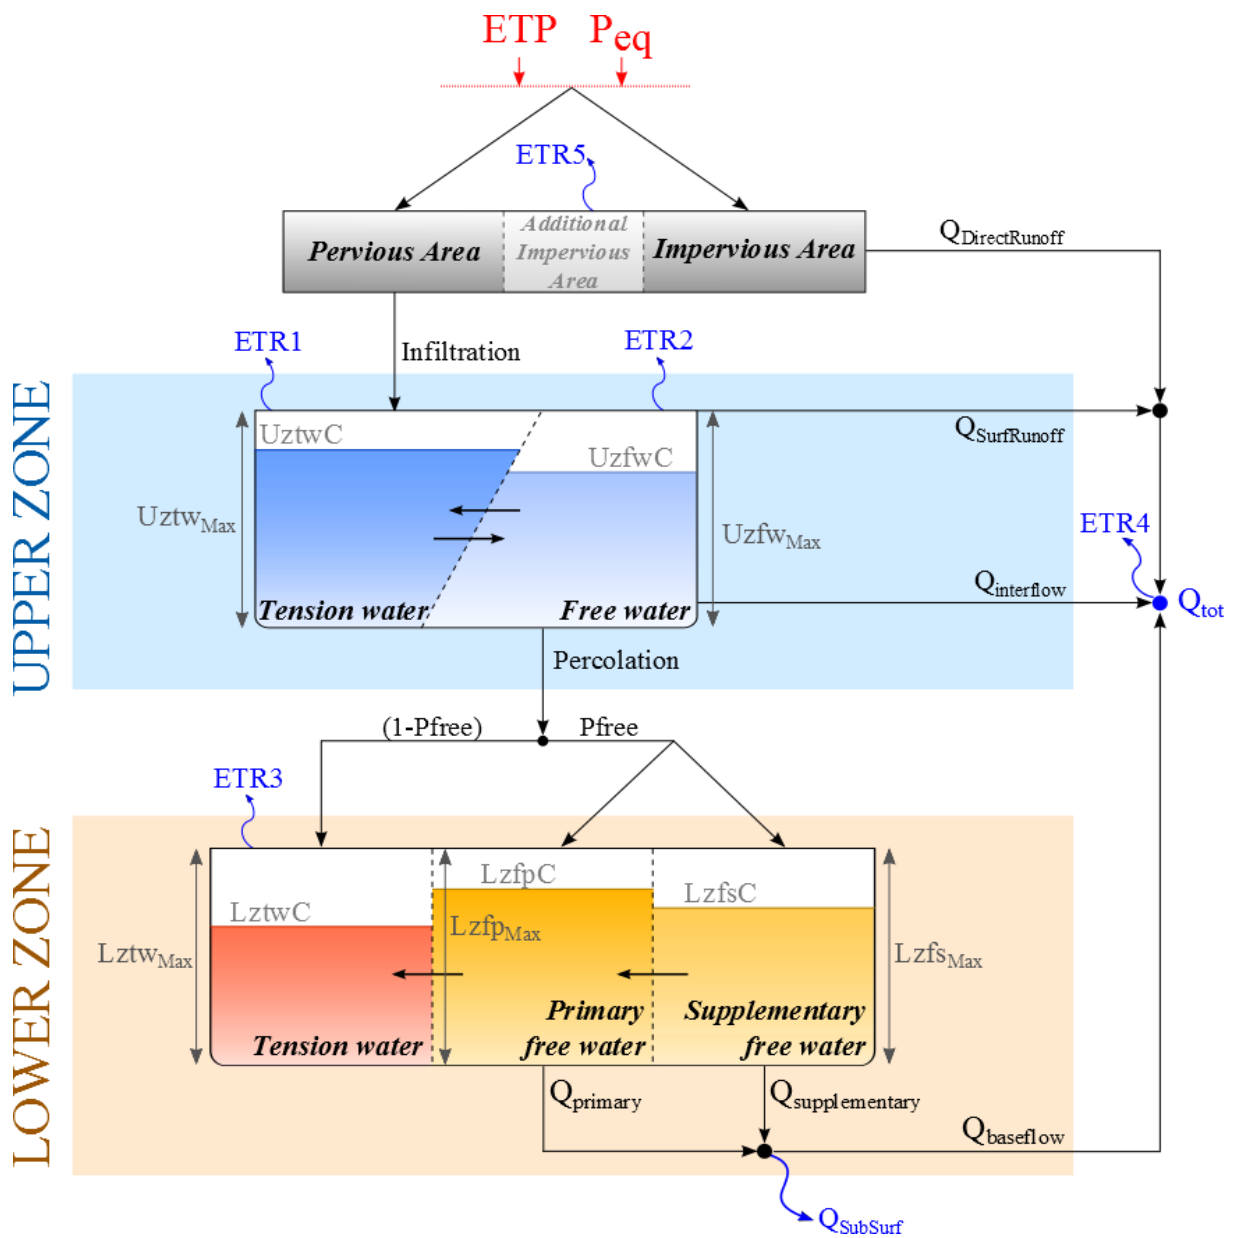 ETP
Peq
ETR5
Pervious Area
Additional
Impervious
Area
Impervious Area
QDirectRunoff
ETR1
Infiltration
ETR2
UPPER ZONE
UztwC
UzfwC
QSurfRunoff
UztwMax
UzfwMax
ETR4
Qinterflow
Qtot
Tension water
Free water
Percolation
(1-Pfree)
Pfree
ETR3
LOWER ZONE
LzfpC
LzfsC
LztwC
LztwMax
LzfpMax
LzfsMax
Tension water
Primary
free water
Supplementary
free water
Qprimary
Qsupplementary
Qbaseflow
QSubSurf